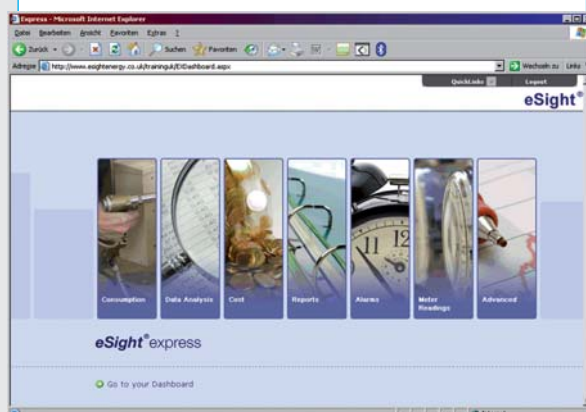 Express - Microsoft Internet Explorer
Datei Bearbeiten Ansicht Favoriten Extras ?
Zurück Suchen Favoriten
Adresse http://www.esightenergy.co.uk/traininguk/EIDashboard.aspx Wechseln zu Links
QuickLinks Logout
eSight®
11 12
Consumption Data Analysis Cost Reports Alarms Meter Readings Advanced
eSight® express
Go to your Dashboard